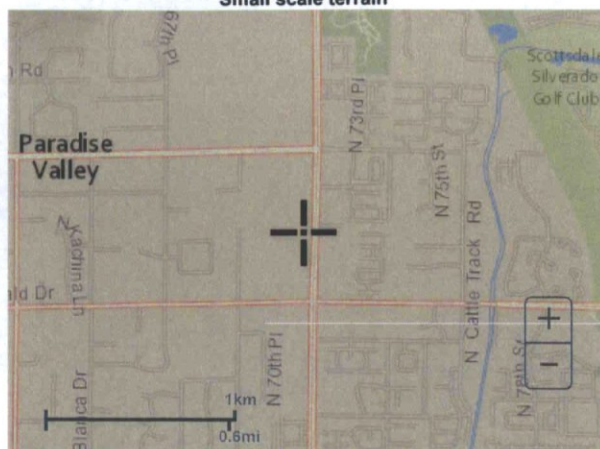 Small scale terrain
67th Pl
Rd
N 73rd Pl
Scottsdale
Silverado
Golf Club
Paradise
Valley
N 75th St
N Kachina Ln
N Cattle Track Rd
ald Dr
+
-
N 70th Pl
N 78th St
Blanca Dr
1km
0.6mi